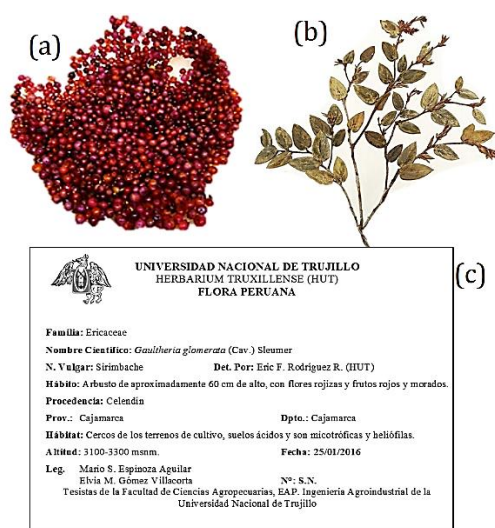 (a)
(b)
(c)
UNIVERSIDAD NACIONAL DE TRUJILLO
HERBARIUM TRUXILLENSE (HUT)
FLORA PERUANA
Familia: Ericaceae
Nombre Científico: Gaultheria glomerata (Cav.) Sleumer
N. Vulgar: Sirimbache Det. Por: Eric F. Rodríguez R. (HUT)
Hábito: Arbusto de aproximadamente 60 cm de alto, con flores rojizas y frutos rojos y morados.
Procedencia: Celendín
Prov.: Cajamarca Dpto.: Cajamarca
Hábitat: Cercos de los terrenos de cultivo, suelos ácidos y son micotróficas y heliófilas.
Altitud: 3100-3300 msnm. Fecha: 25/01/2016
Leg. Mario S. Espinoza Aguilar
Elvia M. Gómez Villacorta N°: S.N.
Tesistas de la Facultad de Ciencias Agropecuarias, EAP. Ingeniería Agroindustrial de la
Universidad Nacional de Trujillo